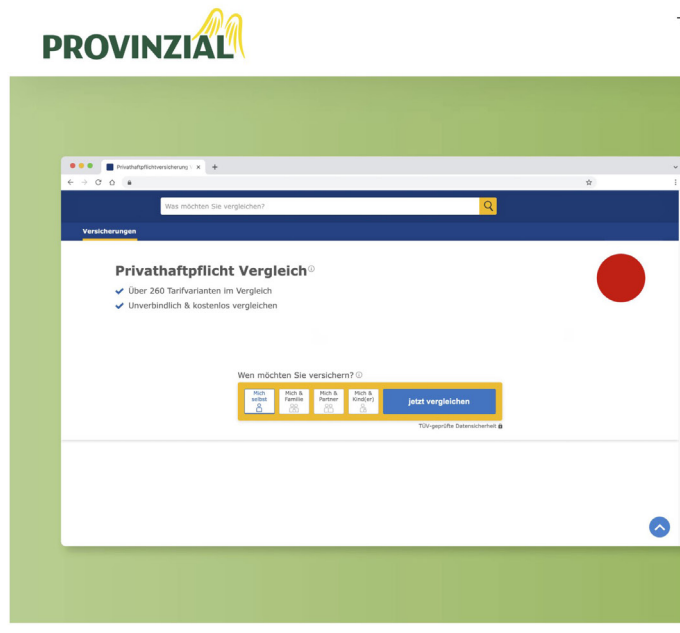 PROVINZIAL
Privathaftpflichtversicherung
Was möchten Sie vergleichen?
Versicherungen
Privathaftpflicht Vergleich
Über 260 Tarifvarianten im Vergleich
Unverbindlich & kostenlos vergleichen
Wen möchten Sie versichern?
Mich selbst
Mich & Familie
Mich & Partner
Mich & Kind(er)
jetzt vergleichen
TÜV-geprüfte Datensicherheit